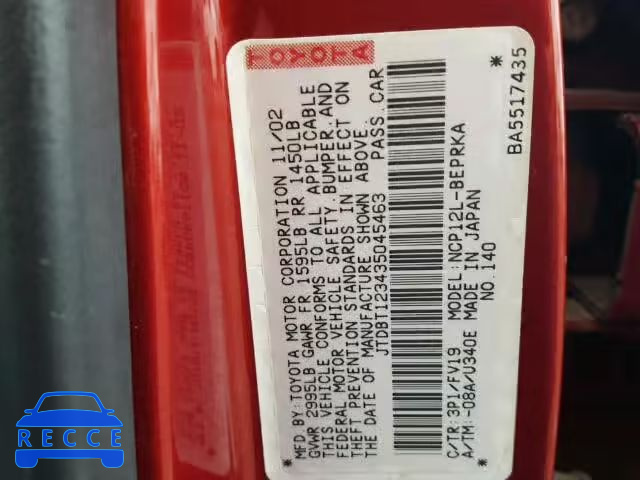 TOYOTA
MFD BY:TOYOTA MOTOR CORPORATION 11/02
GVWR 2995LB GAWR FR 1595LB RR 1450LB
THIS VEHICLE CONFORMS TO ALL APPLICABLE
FEDERAL MOTOR VEHICLE SAFETY,BUMPER,AND
THEFT PREVENTION STANDARDS IN EFFECT ON
THE DATE OF MANUFACTURE SHOWN ABOVE.
JTDBT123435045463 PASS. CAR
C/TR: 3P1/FV19 MODEL: NCP12L-BEPRKA
A/TM: -08A/U340E MADE IN JAPAN
NO. 140
* BA5517435 *
RECCE